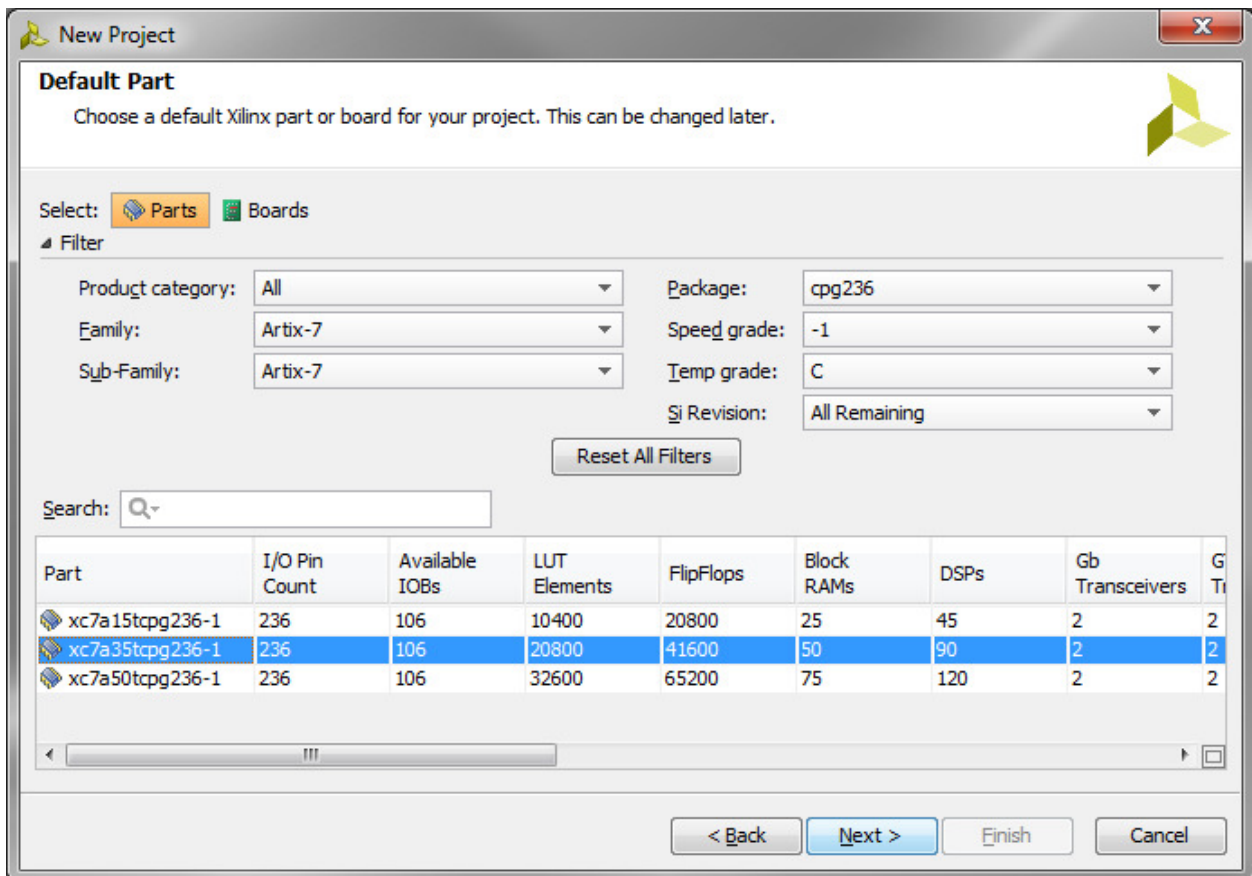 New Project
Default Part
Choose a default Xilinx part or board for your project. This can be changed later.
Select: Parts Boards
Filter
Product category: All Package: cpg236
Family: Artix-7 Speed grade: -1
Sub-Family: Artix-7 Temp grade: C
Si Revision: All Remaining
Reset All Filters
Search:
Part I/O Pin Count Available IOBs LUT Elements FlipFlops Block RAMs DSPs Gb Transceivers
xc7a15tcpg236-1 236 106 10400 20800 25 45 2 2
xc7a35tcpg236-1 236 106 20800 41600 50 90 2 2
xc7a50tcpg236-1 236 106 32600 65200 75 120 2 2
< Back Next > Finish Cancel